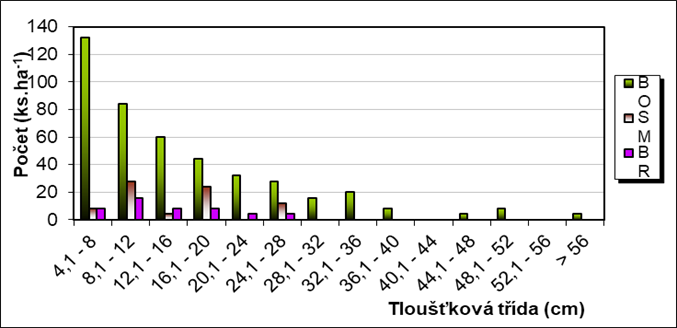 140
120
100
80
60
40
20
0
Počet (ks.ha-1)
4,1 - 8
8,1 - 12
12,1 - 16
16,1 - 20
20,1 - 24
24,1 - 28
28,1 - 32
32,1 - 36
36,1 - 40
40,1 - 44
44,1 - 48
48,1 - 52
52,1 - 56
> 56
Tloušťková třída (cm)
B
O
S
M
B
R